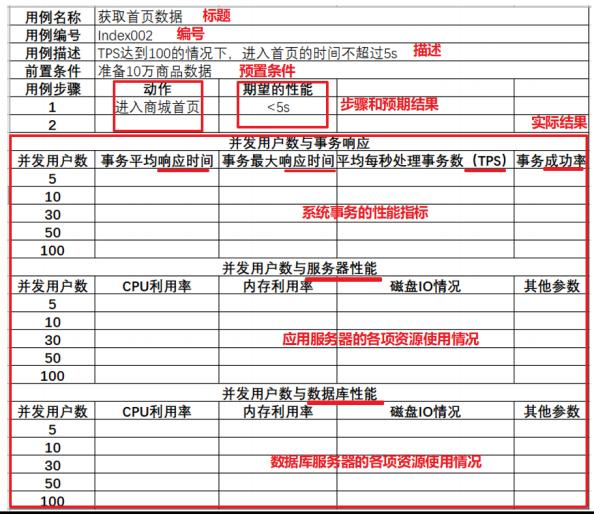 用例名称 获取首页数据 标题
用例编号 Index002 编号
用例描述 TPS达到100的情况下，进入首页的时间不超过5s 描述
前置条件 准备10万商品数据 预置条件
用例步骤 动作 期望的性能
1 进入商城首页 <5s 步骤和预期结果
2 实际结果
并发用户数与事务响应
并发用户数 事务平均响应时间 事务最大响应时间 平均每秒处理事务数（TPS） 事务成功率
5
10
30 系统事务的性能指标
50
100
并发用户数与服务器性能
并发用户数 CPU利用率 内存利用率 磁盘IO情况 其他参数
5
10
30 应用服务器的各项资源使用情况
50
100
并发用户数与数据库性能
并发用户数 CPU利用率 内存利用率 磁盘IO情况 其他参数
5
10
30 数据库服务器的各项资源使用情况
50
100